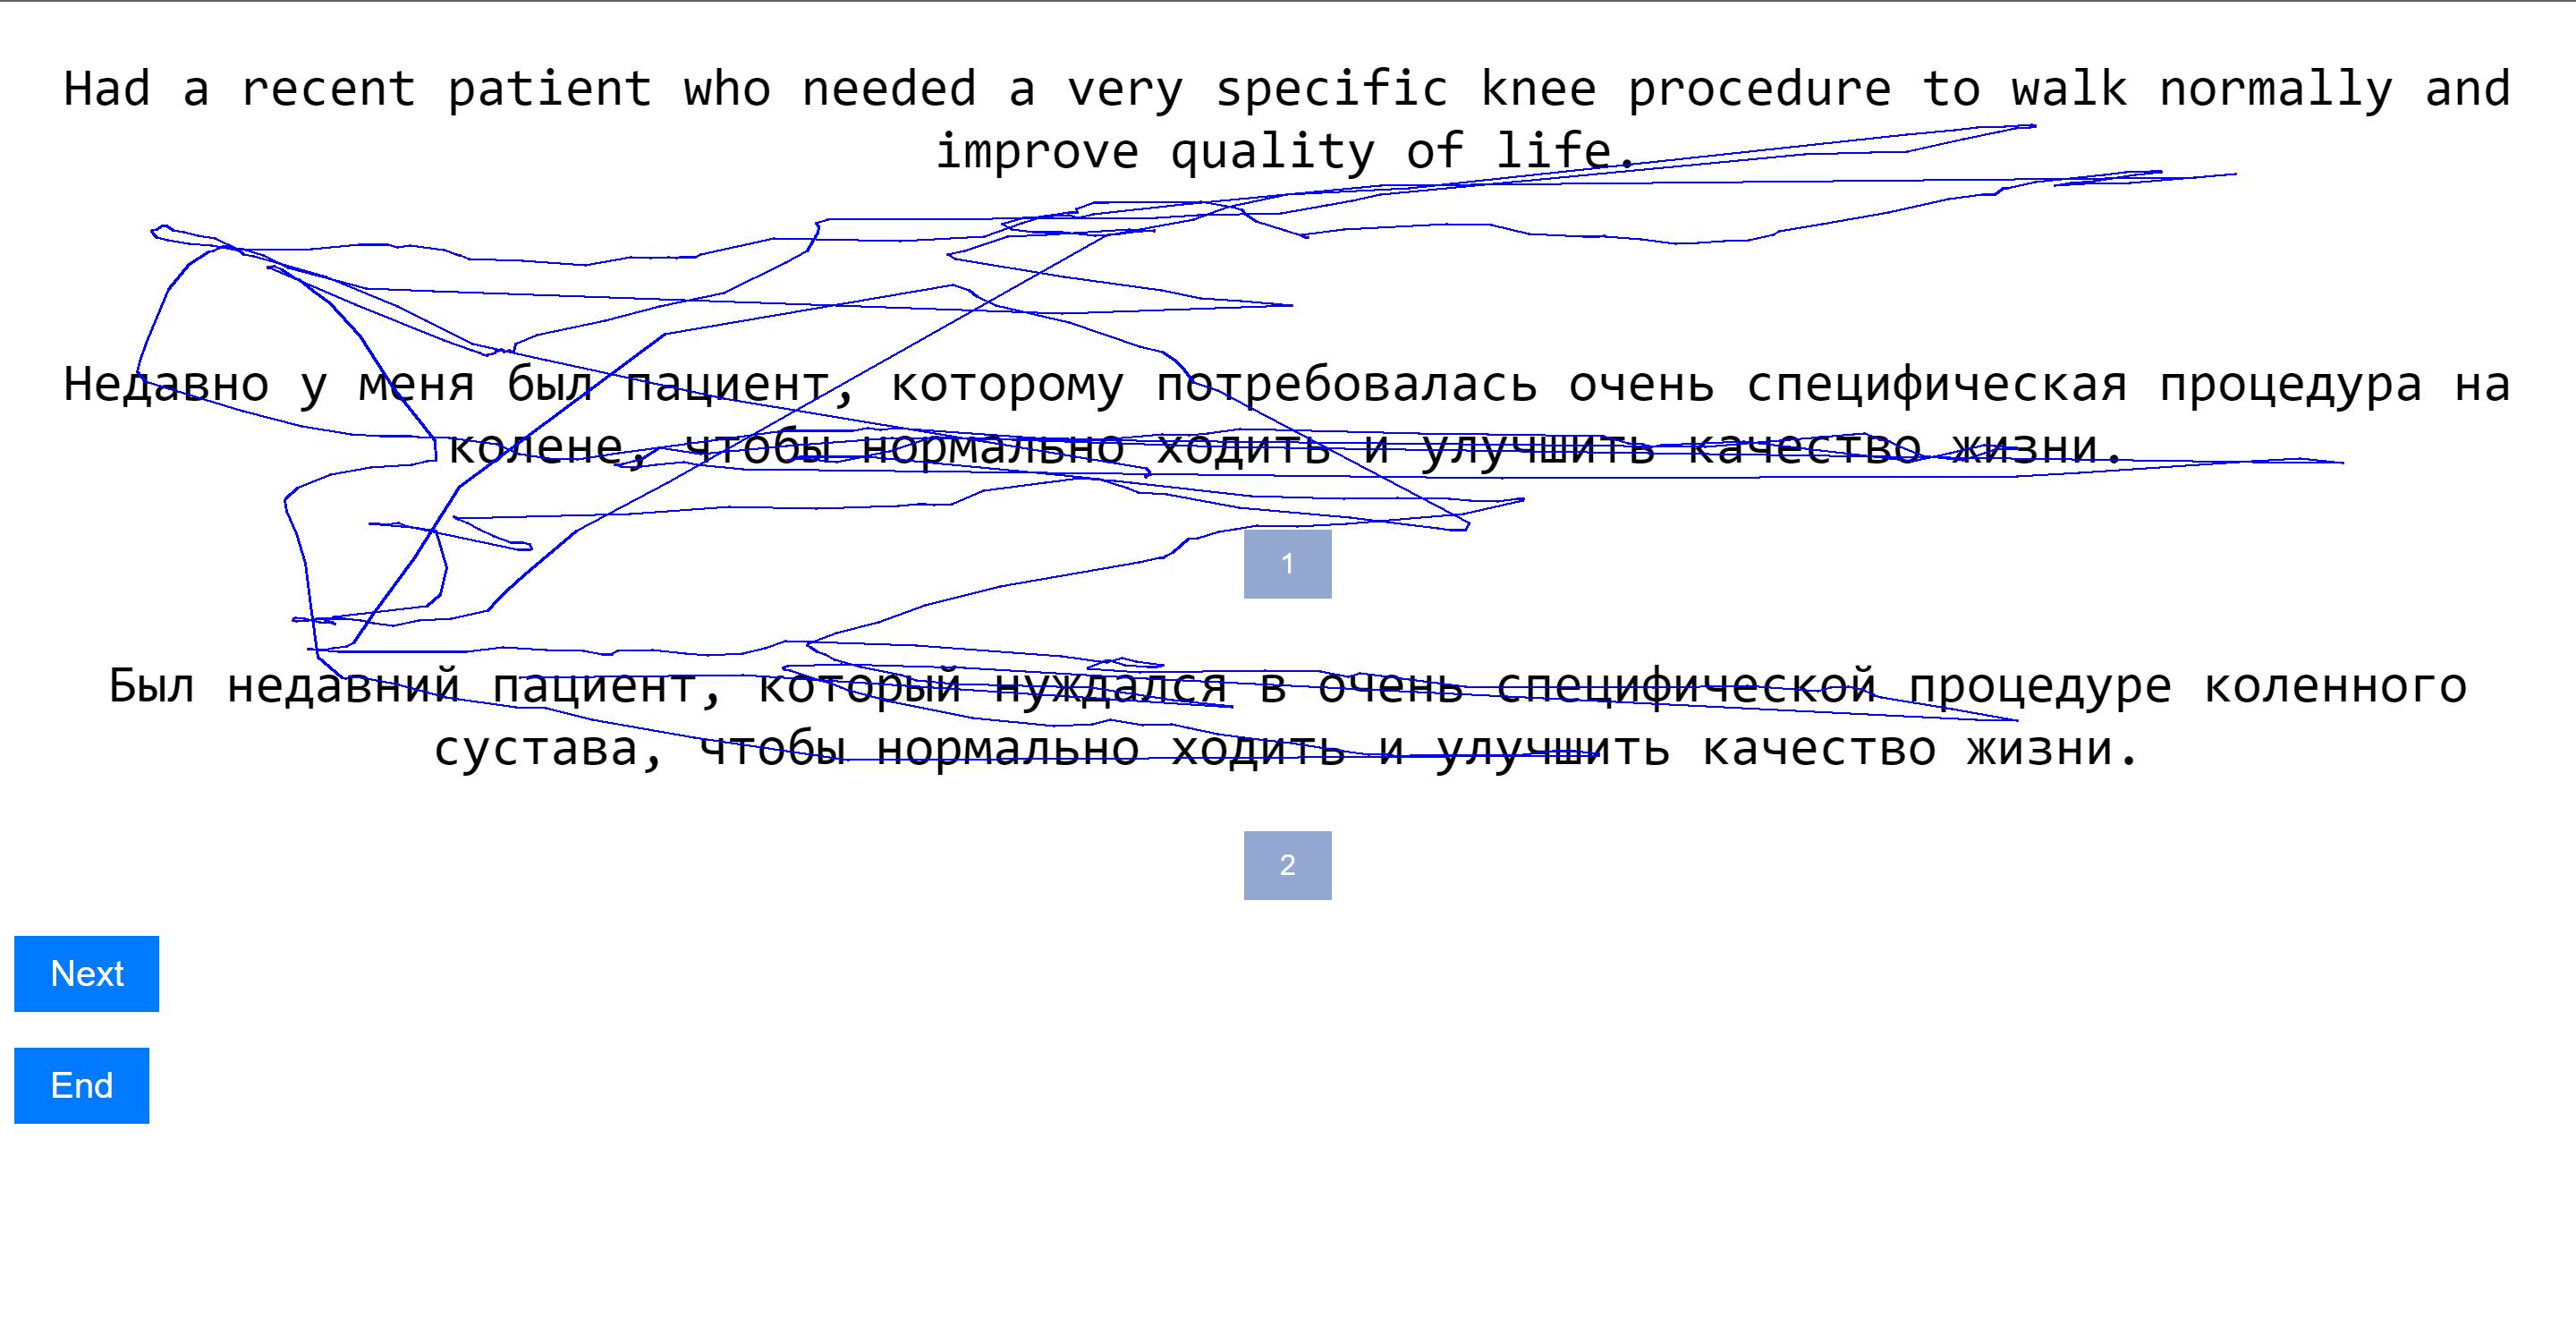 Had a recent patient who needed a very specific knee procedure to walk normally and
improve quality of life.
Недавно у меня был пациент, которому потребовалась очень специфическая процедура на
колене, чтобы нормально ходить и улучшить качество жизни.
1
Был недавний пациент, который нуждался в очень специфической процедуре коленного
сустава, чтобы нормально ходить и улучшить качество жизни.
2
Next
End